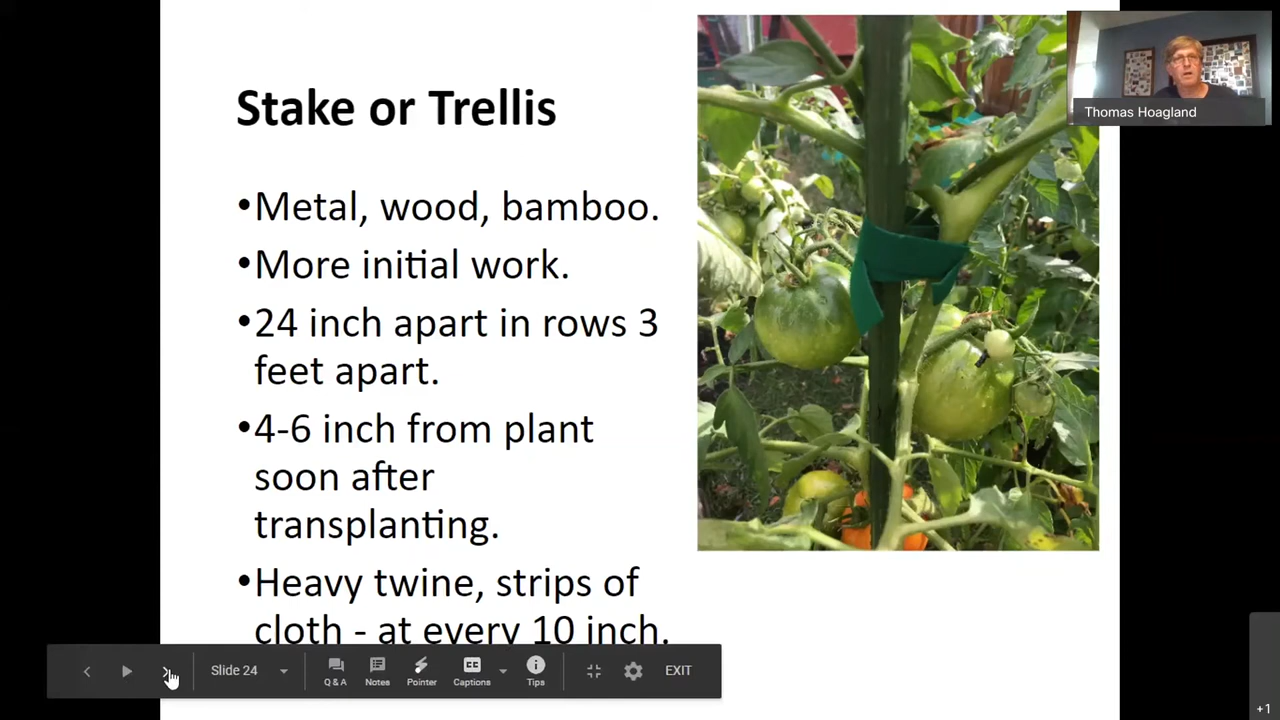 Stake or Trellis
Thomas Hoagland
•Metal, wood, bamboo.
•More initial work.
•24 inch apart in rows 3
feet apart.
•4-6 inch from plant
soon after
transplanting.
•Heavy twine, strips of
cloth - at every 10 inch.
Slide 24
Q & A
Notes
Pointer
CC
Captions
Tips
EXIT
+1